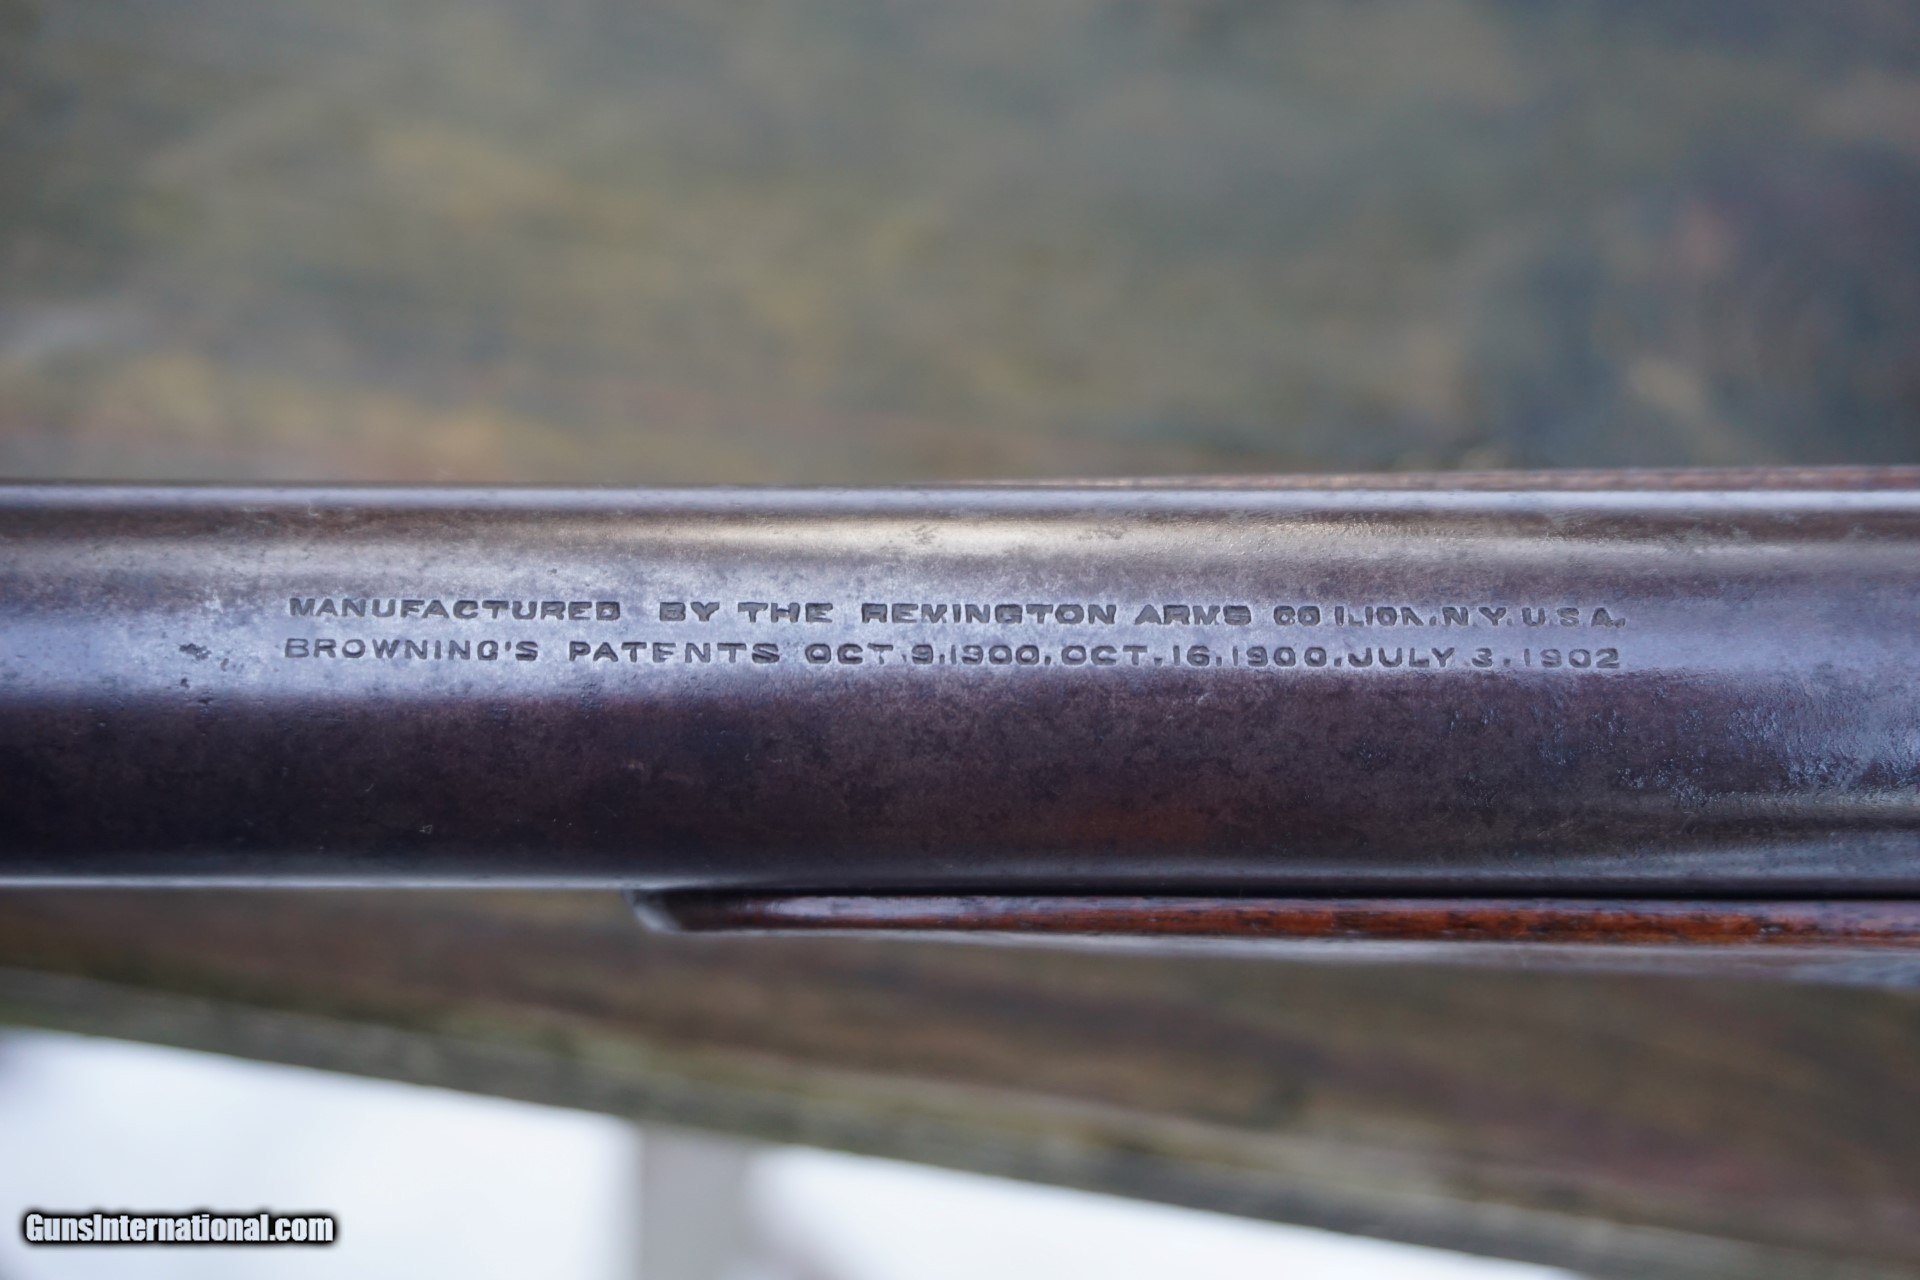 MANUFACTURED BY THE REMINGTON ARMS CO ILION, N.Y. U.S.A.
BROWNING'S PATENTS OCT. 9, 1900, OCT. 16, 1900, JULY 3, 1902
GunsInternational.com